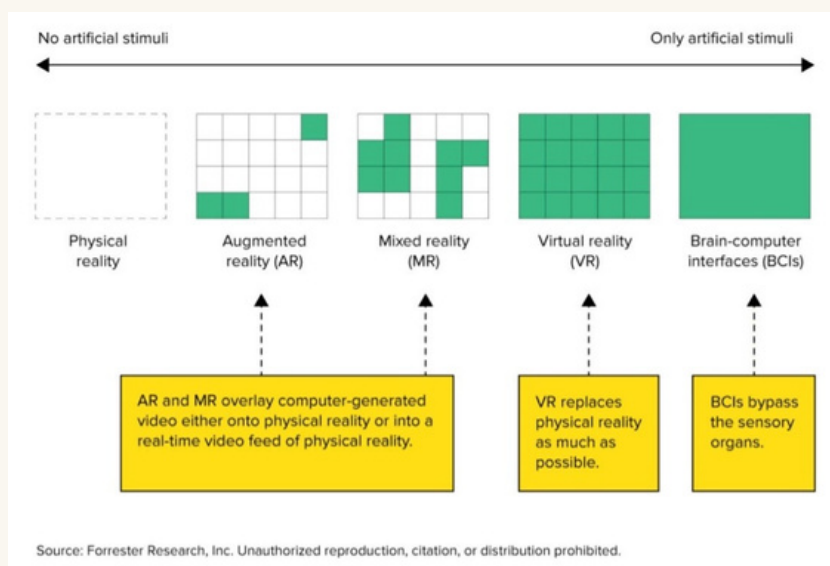 No artificial stimuli
Only artificial stimuli
Physical
reality
Augmented
reality (AR)
Mixed reality
(MR)
Virtual reality
(VR)
Brain-computer
interfaces (BCIs)
AR and MR overlay computer-generated
video either onto physical reality or into a
real-time video feed of physical reality.
VR replaces
physical reality
as much as
possible.
BCIs bypass
the sensory
organs.
Source: Forrester Research, Inc. Unauthorized reproduction, citation, or distribution prohibited.